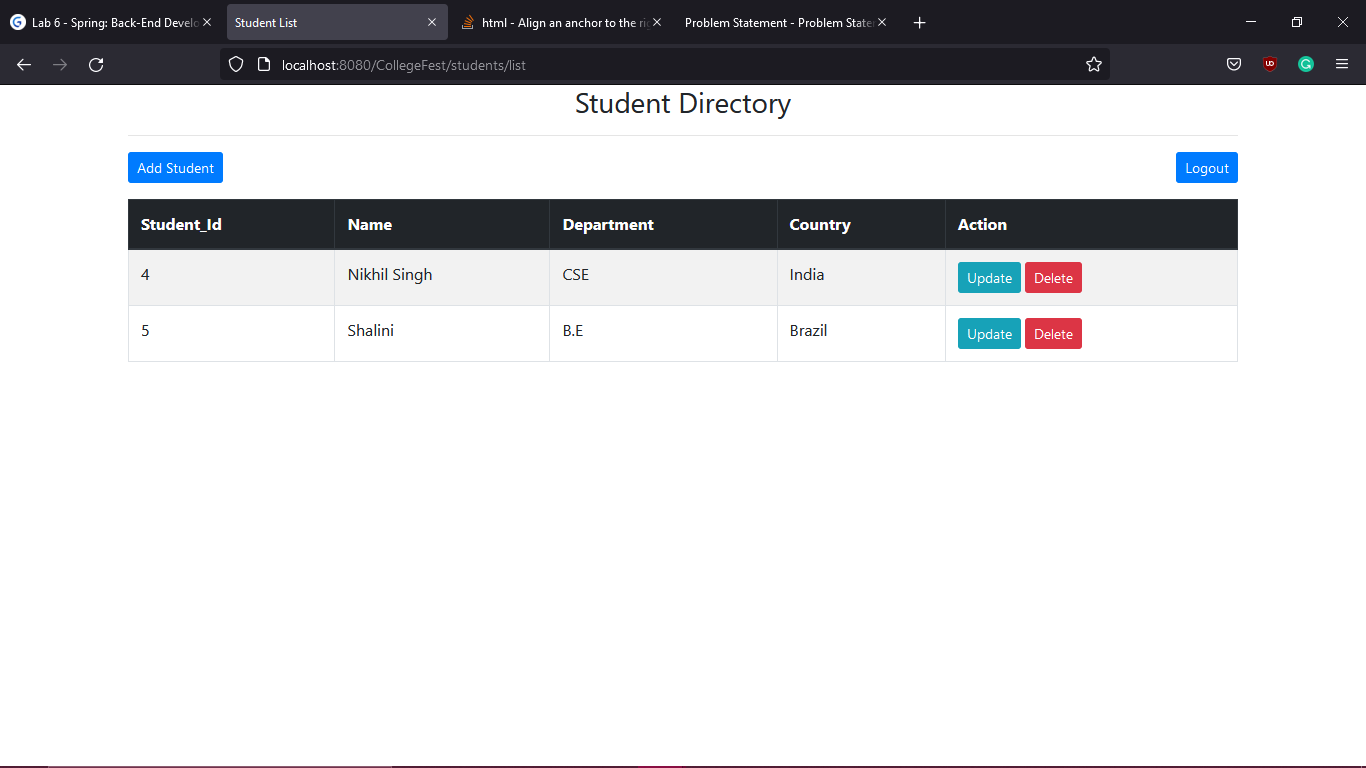 Lab 6 - Spring: Back-End Develo
Student List
html - Align an anchor to the rig
Problem Statement - Problem State
localhost:8080/CollegeFest/students/list
Student Directory
Add Student Logout
Student_Id Name Department Country Action
4 Nikhil Singh CSE India Update Delete
5 Shalini B.E Brazil Update Delete